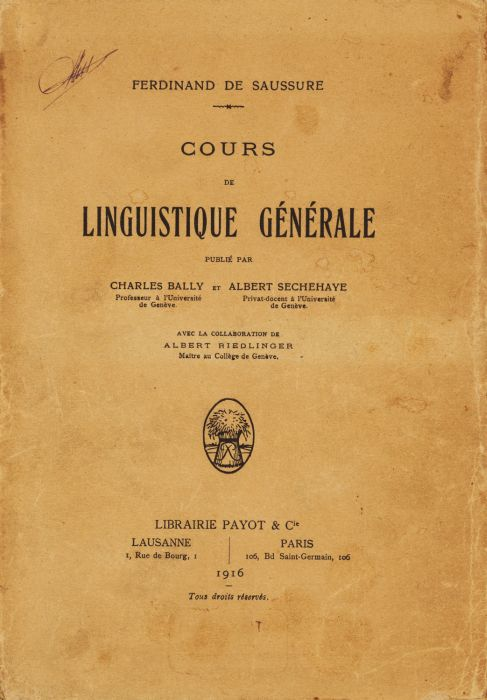 FERDINAND DE SAUSSURE
COURS
DE
LINGUISTIQUE GÉNÉRALE
PUBLIÉ PAR
CHARLES BALLY ET ALBERT SECHEHAYE
Professeur à l'Université Privat-docent à l'Université
de Genève. de Genève.
AVEC LA COLLABORATION DE
ALBERT RIEDLINGER
Maître au Collège de Genève.
LIBRAIRIE PAYOT & Cie
LAUSANNE PARIS
1, Rue de Bourg, 1 106, Bd Saint-Germain, 106
1916
Tous droits réservés.